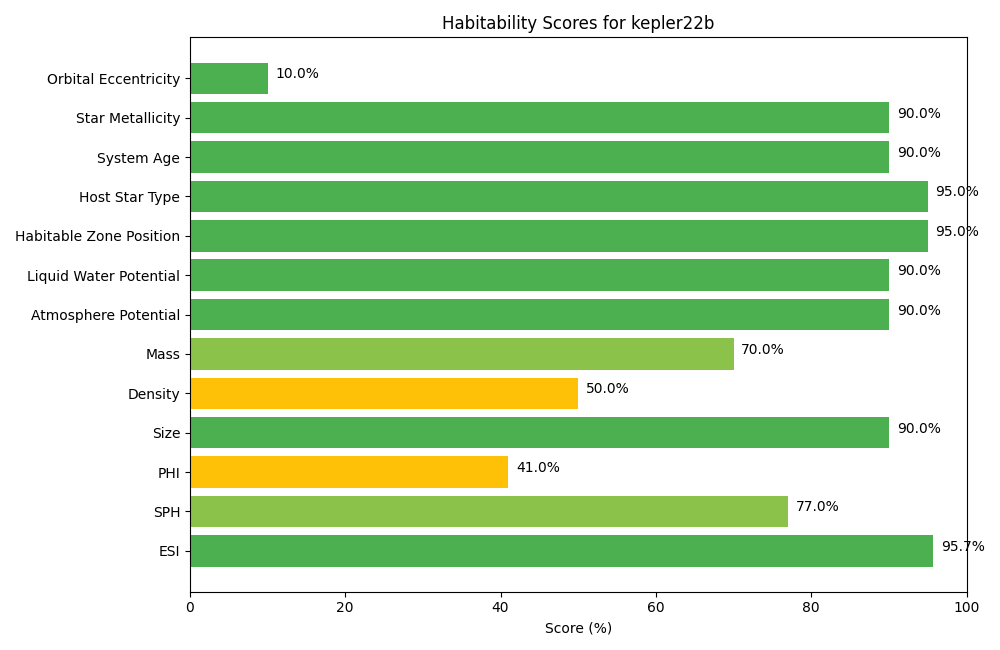 Habitability Scores for kepler22b
Orbital Eccentricity 10.0%
Star Metallicity 90.0%
System Age 90.0%
Host Star Type 95.0%
Habitable Zone Position 95.0%
Liquid Water Potential 90.0%
Atmosphere Potential 90.0%
Mass 70.0%
Density 50.0%
Size 90.0%
PHI 41.0%
SPH 77.0%
ESI 95.7%
0 20 40 60 80 100
Score (%)